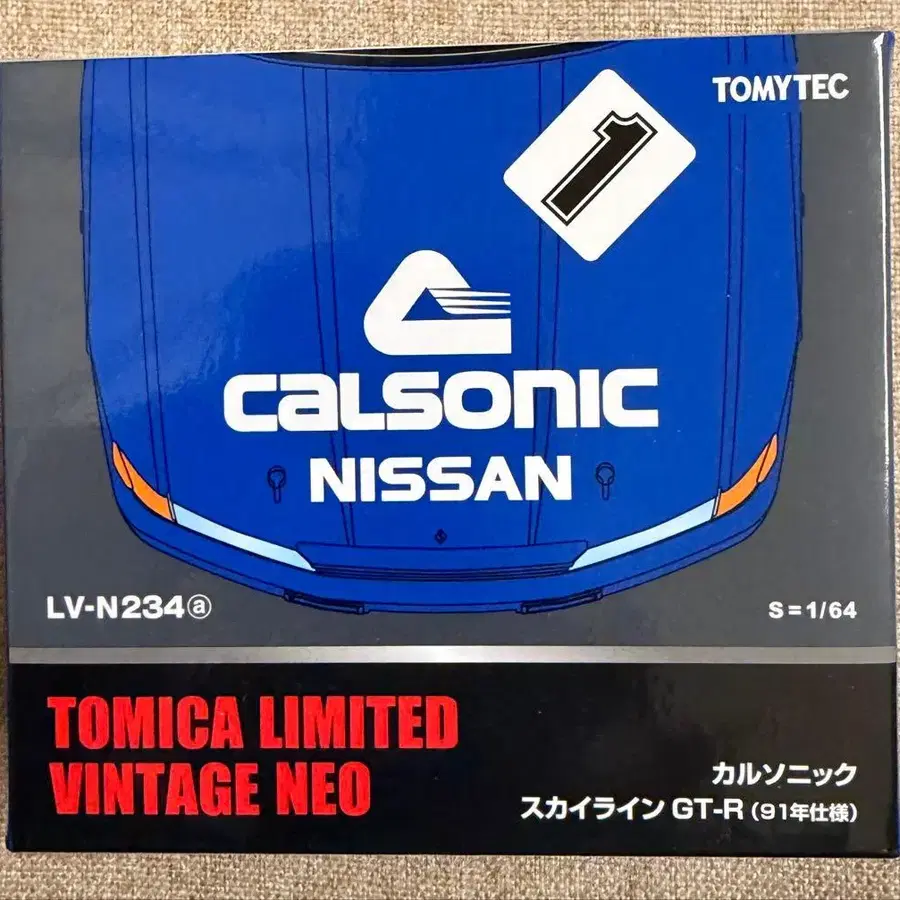 TOMYTEC
1
CALSONIC
NISSAN
LV-N234ⓐ
S=1/64
TOMICA LIMITED
VINTAGE NEO
カルソニック
スカイライン GT-R (91年仕様)